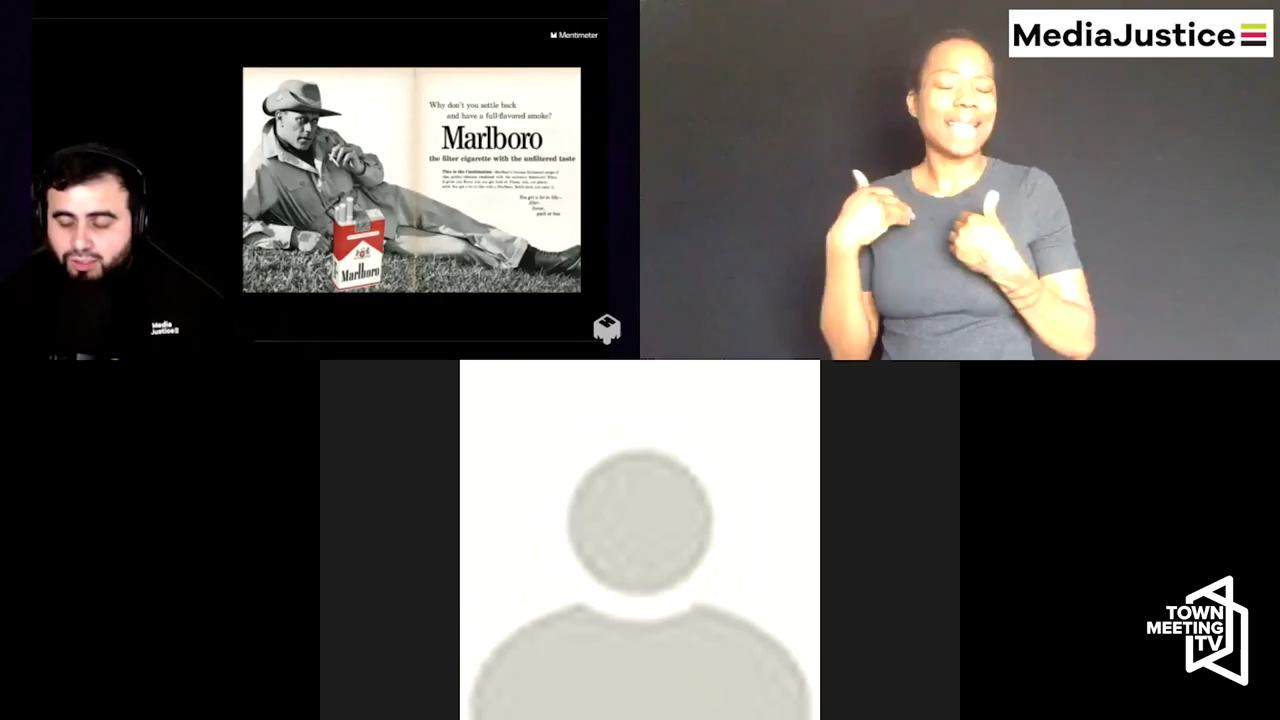 Mentimeter
MediaJustice
Why don't you settle back
and have a full-flavored smoke?
Marlboro
the filter cigarette with the unfiltered taste
Marlboro
Media
Justice
TOWN
MEETING
TV